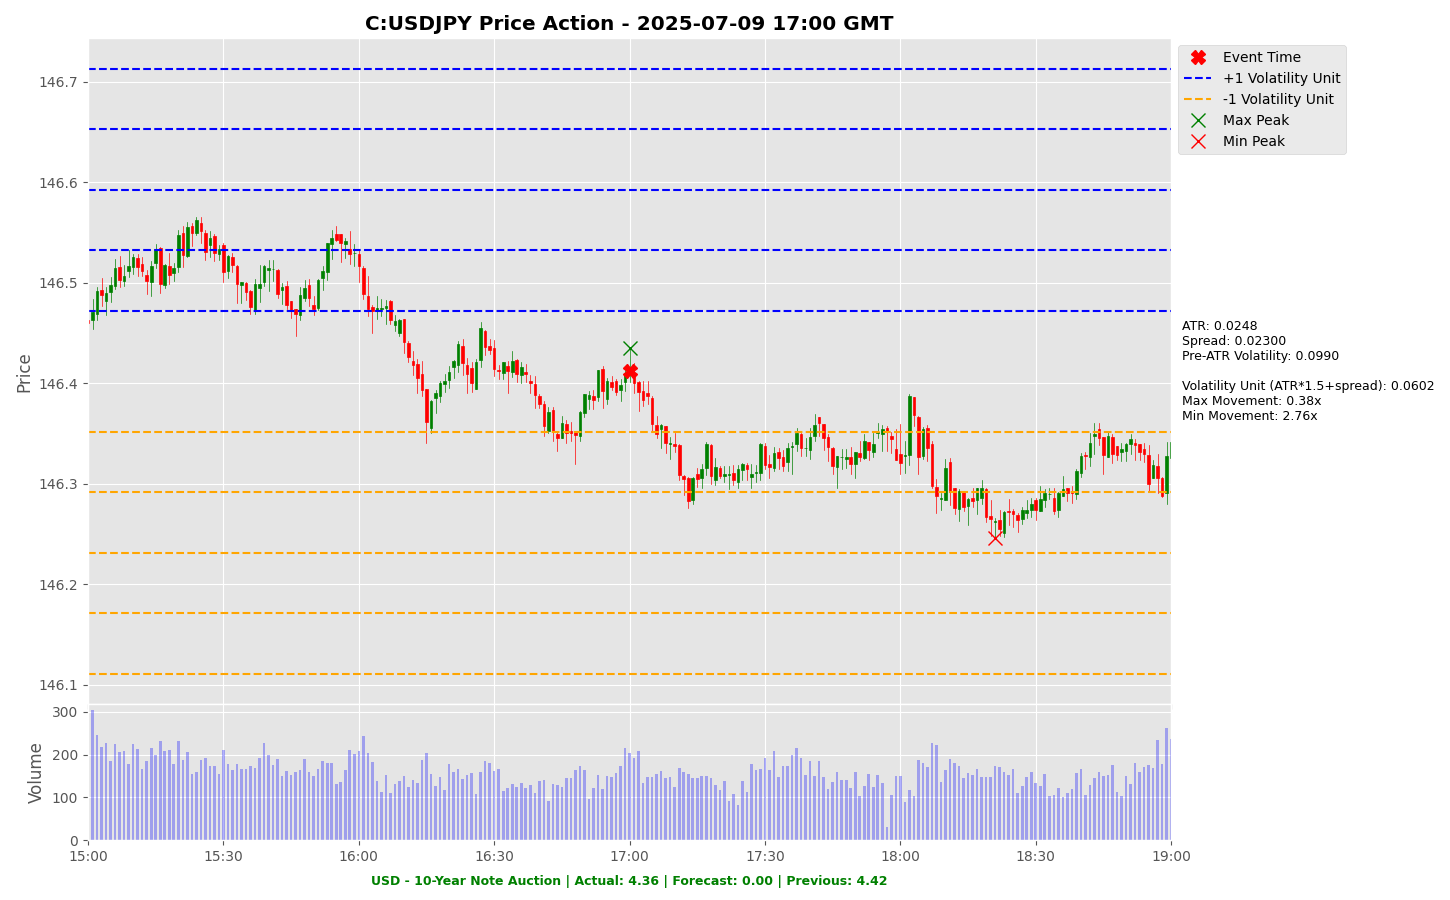 C:USDJPY Price Action - 2025-07-09 17:00 GMT
Event Time
+1 Volatility Unit
-1 Volatility Unit
Max Peak
Min Peak
146.7
146.6
146.5
146.4
146.3
146.2
146.1
Price
ATR: 0.0248
Spread: 0.02300
Pre-ATR Volatility: 0.0990
Volatility Unit (ATR*1.5+spread): 0.0602
Max Movement: 0.38x
Min Movement: 2.76x
300
200
100
0
Volume
15:00
15:30
16:00
16:30
17:00
17:30
18:00
18:30
19:00
USD - 10-Year Note Auction | Actual: 4.36 | Forecast: 0.00 | Previous: 4.42